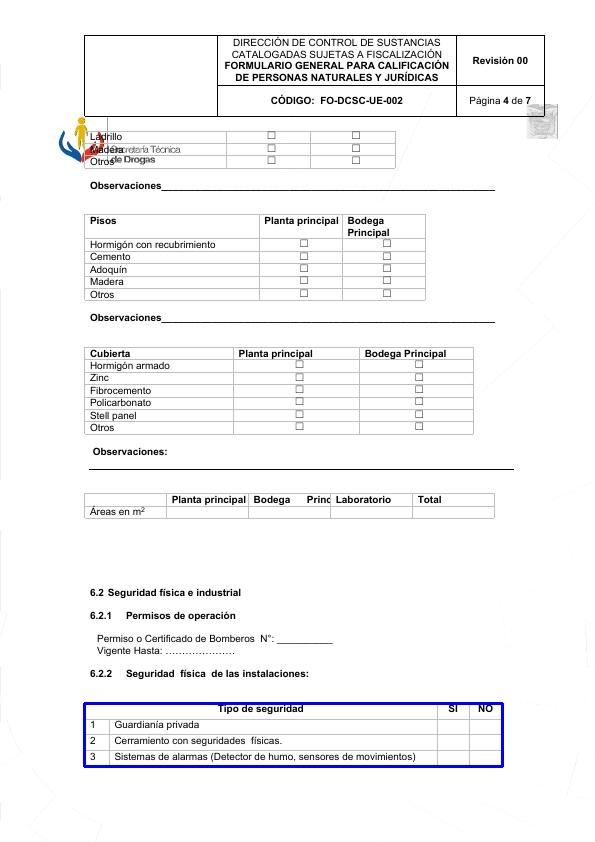 DIRECCIÓN DE CONTROL DE SUSTANCIAS
CATALOGADAS SUJETAS A FISCALIZACIÓN
FORMULARIO GENERAL PARA CALIFICACIÓN
DE PERSONAS NATURALES Y JURÍDICAS
Revisión 00
CÓDIGO: FO-DCSC-UE-002
Página 4 de 7
Ladrillo ☐ ☐
Madera ☐ ☐
Secretaría Técnica
de Drogas
Otros ☐ ☐
Observaciones____________________
Pisos Planta principal Bodega
Principal
Hormigón con recubrimiento ☐ ☐
Cemento ☐ ☐
Adoquín ☐ ☐
Madera ☐ ☐
Otros ☐ ☐
Observaciones____________________
Cubierta Planta principal Bodega Principal
Hormigón armado ☐ ☐
Zinc ☐ ☐
Fibrocemento ☐ ☐
Policarbonato ☐ ☐
Stell panel ☐ ☐
Otros ☐ ☐
Observaciones:
Planta principal Bodega Princ Laboratorio Total
Áreas en m²
6.2 Seguridad física e industrial
6.2.1 Permisos de operación
Permiso o Certificado de Bomberos N°: __________
Vigente Hasta: …………………
6.2.2 Seguridad física de las instalaciones:
Tipo de seguridad SI NO
1 Guardianía privada
2 Cerramiento con seguridades físicas.
3 Sistemas de alarmas (Detector de humo, sensores de movimientos)